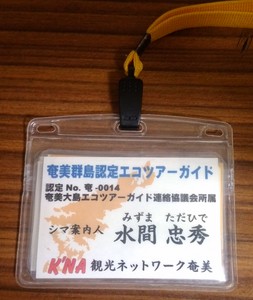 奄美群島認定エコツアーガイド
認定 No. 奄 -0014
奄美大島エコツアーガイド連絡協議会所属
みずま ただひで
シマ案内人 水間 忠秀
K'NA 観光ネットワーク奄美